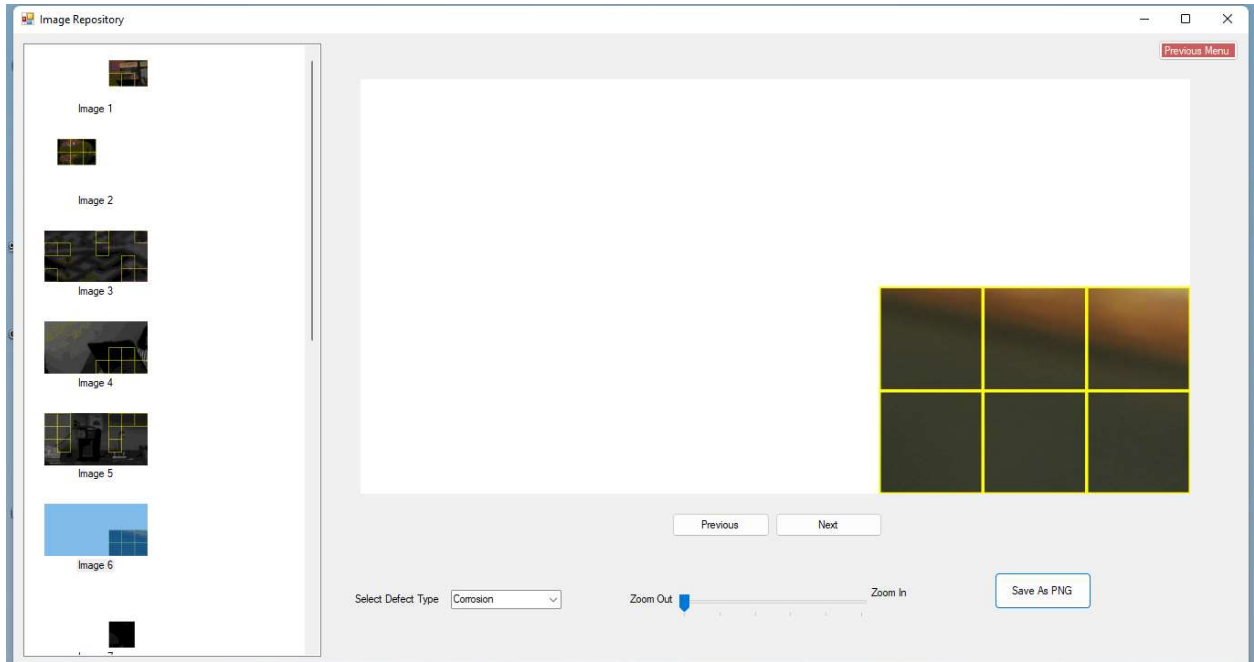 Image Repository
Previous Menu
Image 1
Image 2
Image 3
Image 4
Image 5
Image 6
Previous
Next
Select Defect Type
Corrosion
Zoom Out
Zoom In
Save As PNG